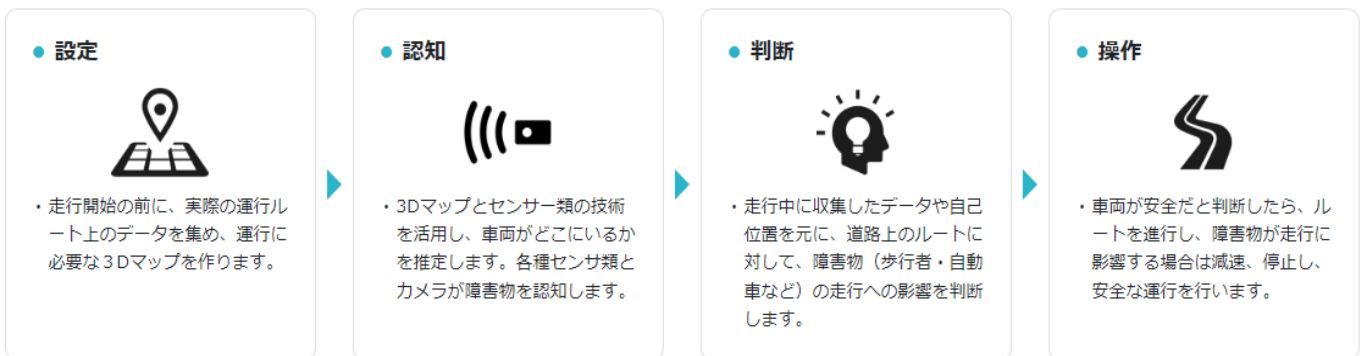 設定
・走行開始の前に、実際の運行ル
ート上のデータを集め、運行に
必要な３Dマップを作ります。
認知
・3Dマップとセンサー類の技術
を活用し、車両がどこにいるか
を推定します。各種センサ類と
カメラが障害物を認知します。
判断
・走行中に収集したデータや自己
位置を元に、道路上のルートに
対して、障害物（歩行者・自動
車など）の走行への影響を判断
します。
操作
・車両が安全だと判断したら、ル
ートを進行し、障害物が走行に
影響する場合は減速、停止し、
安全な運行を行います。